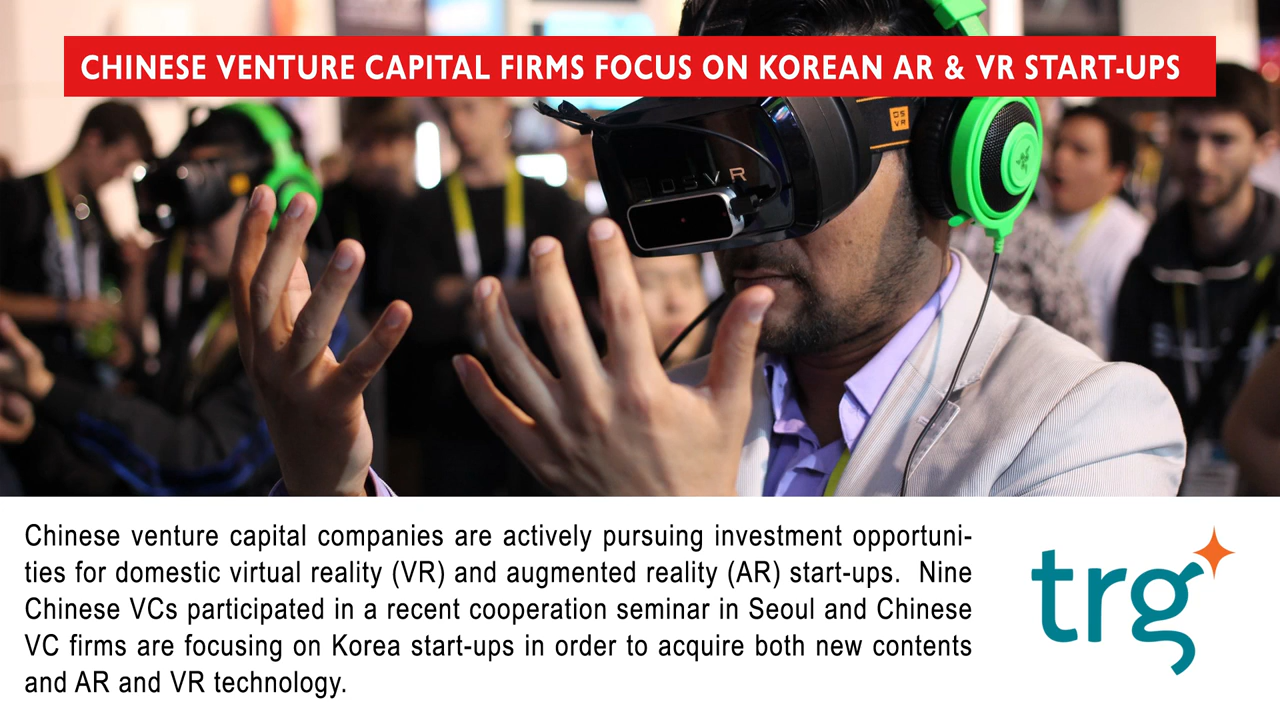 CHINESE VENTURE CAPITAL FIRMS FOCUS ON KOREAN AR & VR START-UPS
OS
VR
OSVR
Chinese venture capital companies are actively pursuing investment opportuni-
ties for domestic virtual reality (VR) and augmented reality (AR) start-ups.  Nine
Chinese VCs participated in a recent cooperation seminar in Seoul and Chinese
VC firms are focusing on Korea start-ups in order to acquire both new contents
and AR and VR technology.
trg